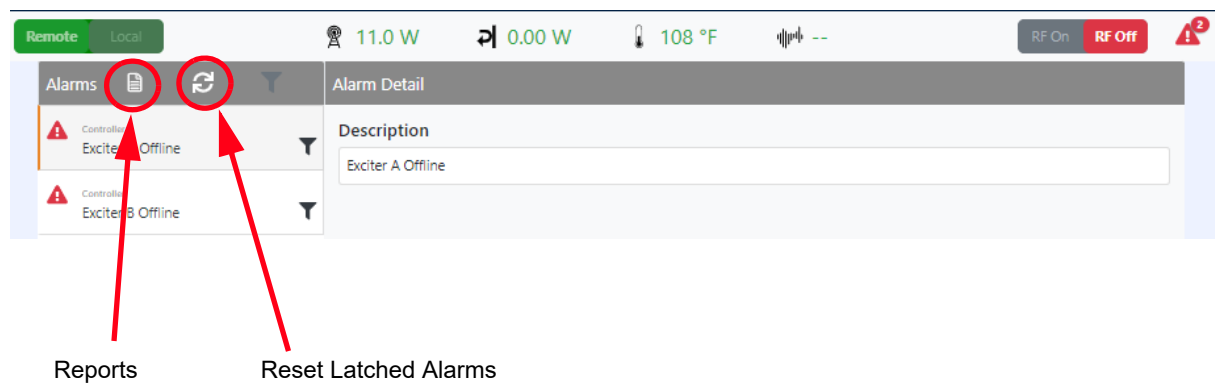 Remote Local 11.0 W 0.00 W 108 °F -- RF On RF Off 2
Alarms Alarm Detail
Controller
Exciter Offline
Description
Exciter A Offline
Controller
Exciter B Offline
Reports Reset Latched Alarms